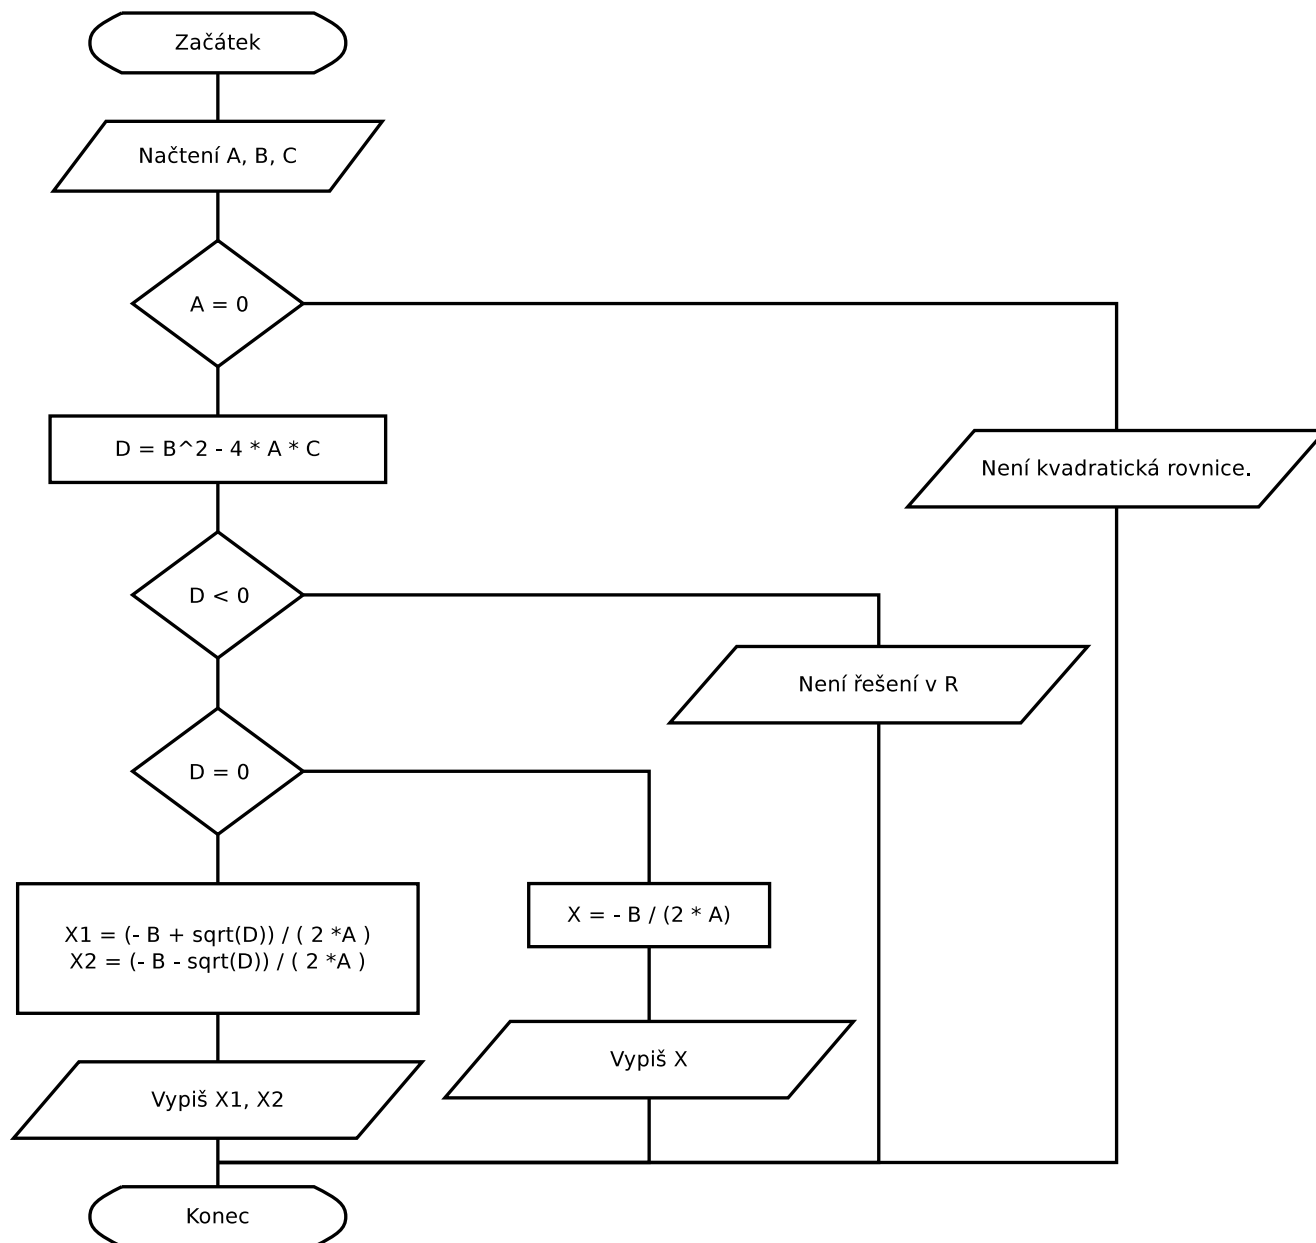 Začátek
Načtení A, B, C
A = 0
D = B^2 - 4 * A * C
Není kvadratická rovnice.
D < 0
Není řešení v R
D = 0
X1 = (- B + sqrt(D)) / ( 2 *A )
X2 = (- B - sqrt(D)) / ( 2 *A )
X = - B / (2 * A)
Vypiš X
Vypiš X1, X2
Konec